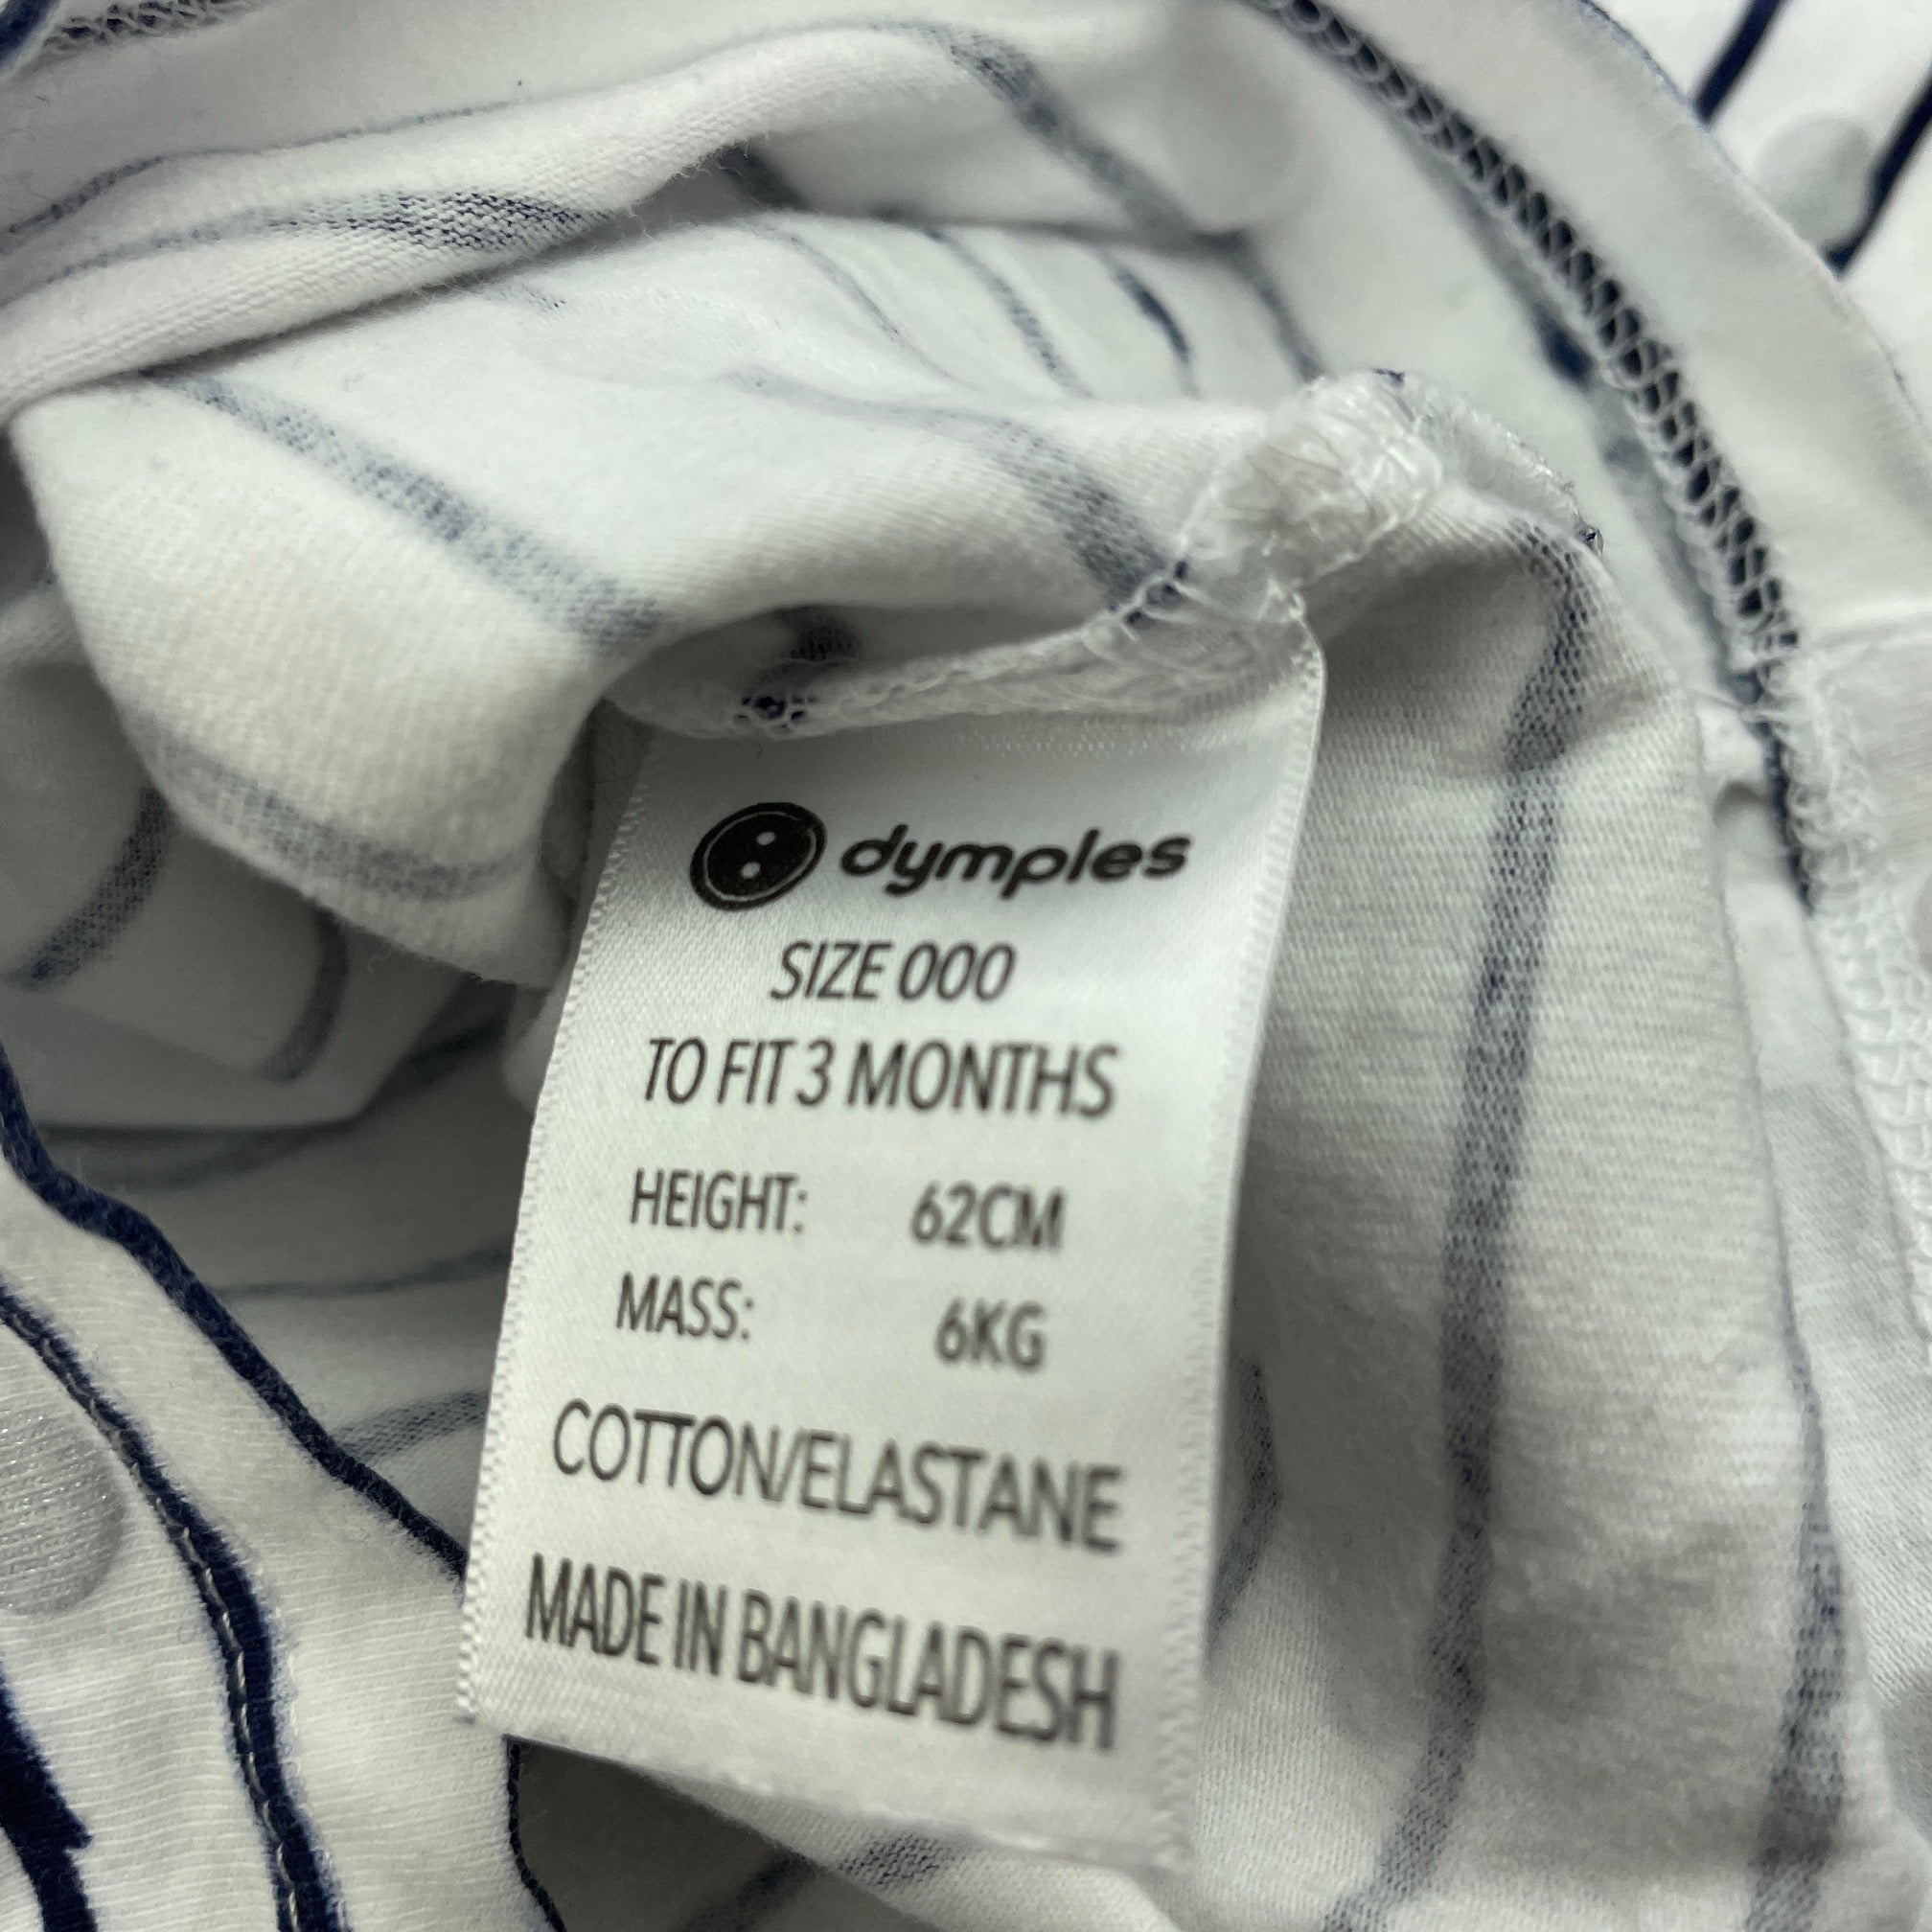 dymples
SIZE 000
TO FIT 3 MONTHS
HEIGHT: 62CM
MASS: 6KG
COTTON/ELASTANE
MADE IN BANGLADESH